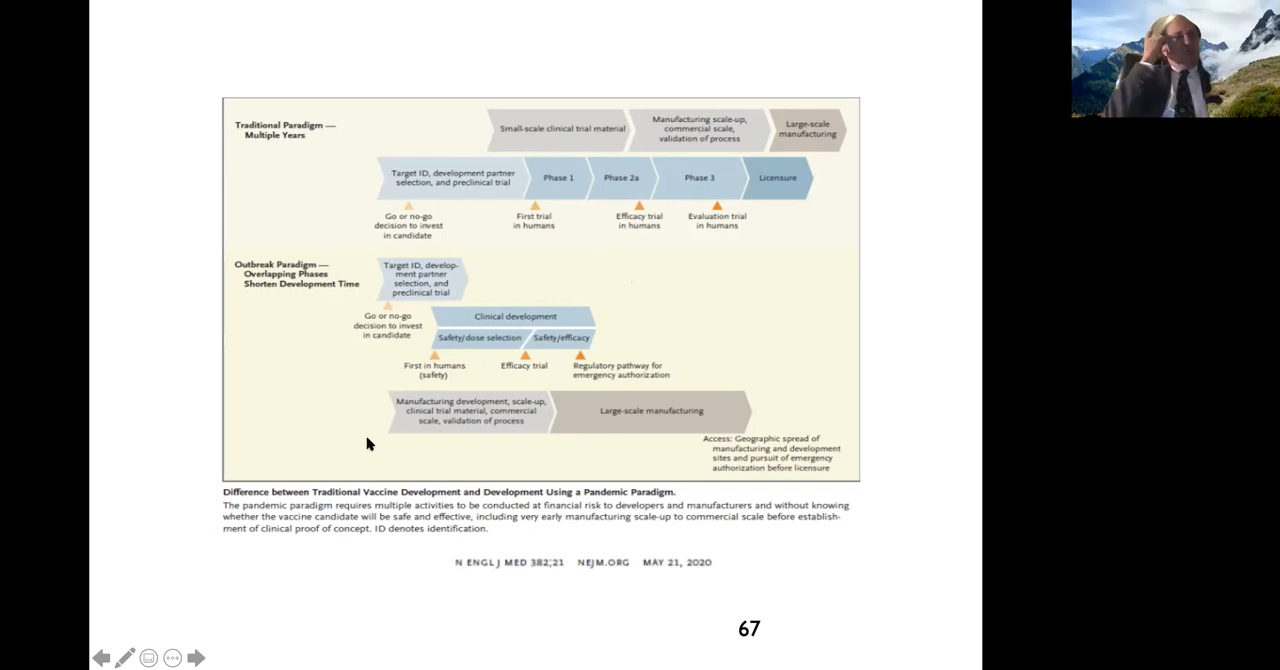 Traditional Paradigm —
Multiple Years
Small-scale clinical trial material
Manufacturing scale-up,
commercial scale,
validation of process
Large-scale
manufacturing
Target ID, development partner
selection, and preclinical trial
Phase 1
Phase 2a
Phase 3
Licensure
Go or no-go
decision to invest
in candidate
First trial
in humans
Efficacy trial
in humans
Evaluation trial
in humans
Outbreak Paradigm —
Overlapping Phases
Shorten Development Time
Target ID, develop-
ment partner
selection, and
preclinical trial
Go or no-go
decision to invest
in candidate
Clinical development
Safety/dose selection
Safety/efficacy
First in humans
(safety)
Efficacy trial
Regulatory pathway for
emergency authorization
Manufacturing development, scale-up,
clinical trial material, commercial
scale, validation of process
Large-scale manufacturing
Access: Geographic spread of
manufacturing and development
sites and pursuit of emergency
authorization before licensure
Difference between Traditional Vaccine Development and Development Using a Pandemic Paradigm.
The pandemic paradigm requires multiple activities to be conducted at financial risk to developers and manufacturers and without knowing
whether the vaccine candidate will be safe and effective, including very early manufacturing scale-up to commercial scale before establish-
ment of clinical proof of concept. ID denotes identification.
N ENGL J MED 382;21 NEJM.ORG MAY 21, 2020
67